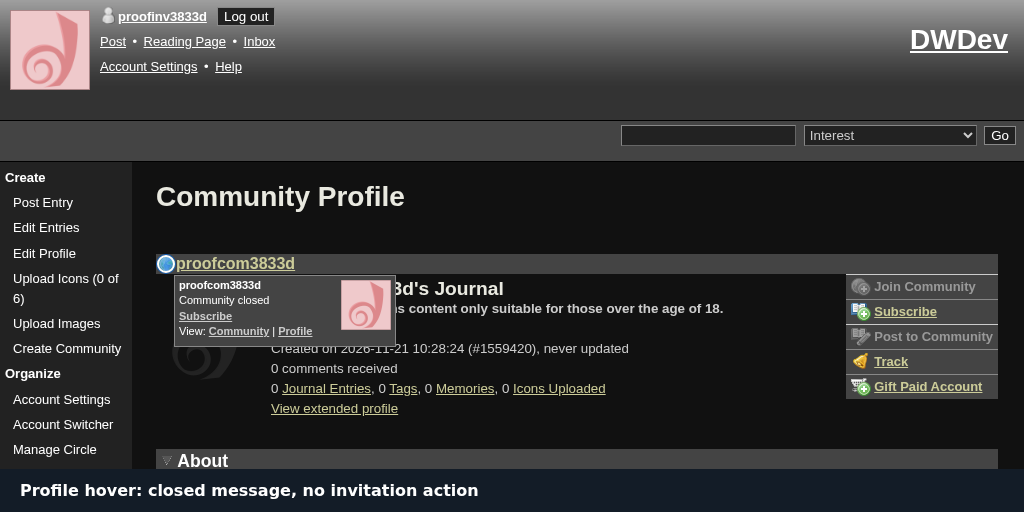 proofinv3833d Log out
Post • Reading Page • Inbox
Account Settings • Help
DWDev
Interest Go
Create
Post Entry
Edit Entries
Edit Profile
Upload Icons (0 of
6)
Upload Images
Create Community
Organize
Account Settings
Account Switcher
Manage Circle
Community Profile
proofcom3833d
proofcom3833d
Community closed
Subscribe
View: Community | Profile
3d's Journal
content only suitable for those over the age of 18.
Created on 2026-11-21 10:28:24 (#1559420), never updated
0 comments received
0 Journal Entries, 0 Tags, 0 Memories, 0 Icons Uploaded
View extended profile
Join Community
Subscribe
Post to Community
Track
Gift Paid Account
About
Profile hover: closed message, no invitation action